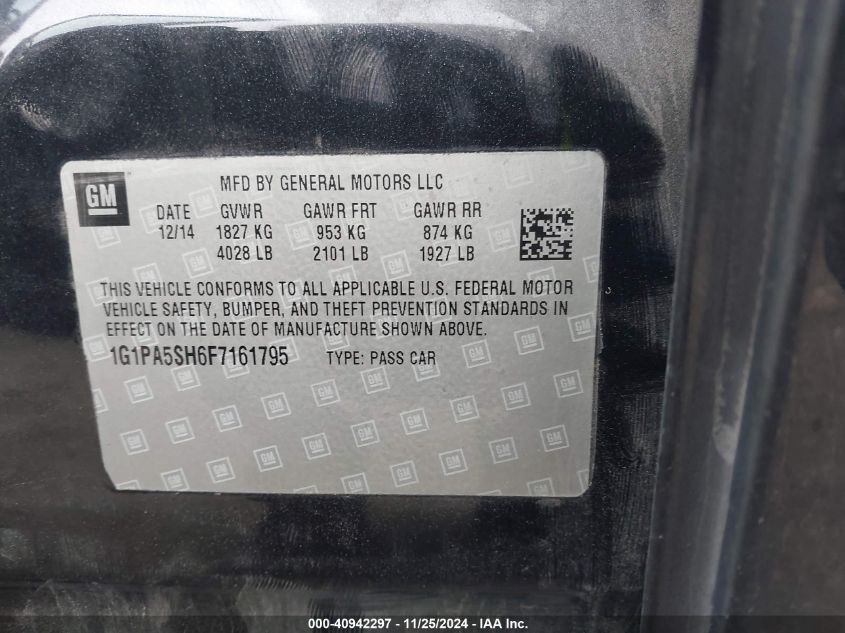 GM
MFD BY GENERAL MOTORS LLC
DATE GVWR GAWR FRT GAWR RR
12/14 1827 KG 953 KG 874 KG
4028 LB 2101 LB 1927 LB
THIS VEHICLE CONFORMS TO ALL APPLICABLE U.S. FEDERAL MOTOR
VEHICLE SAFETY, BUMPER, AND THEFT PREVENTION STANDARDS IN
EFFECT ON THE DATE OF MANUFACTURE SHOWN ABOVE.
1G1PA5SH6F7161795 TYPE: PASS CAR
000-40942297 - 11/25/2024 - IAA Inc.